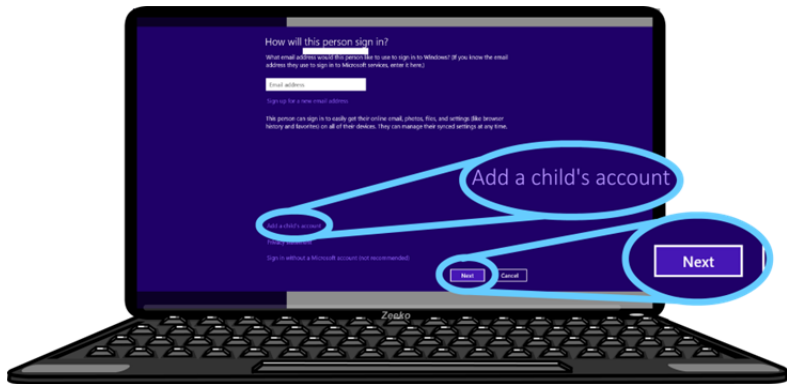 How will this person sign in?
What email address would this person like to use to sign in to Windows? (If you know the email
address they use to sign in to Microsoft services, enter it here.)
Email address
Sign up for a new email address
This person can sign in to easily get their online email, photos, files, and settings (like browser
history and favorites) on all of their devices. They can manage their synced settings at any time.
Add a child's account
Add a child's account
Privacy statement
Sign in without a Microsoft account (not recommended)
Next
Cancel
Next
Zenko